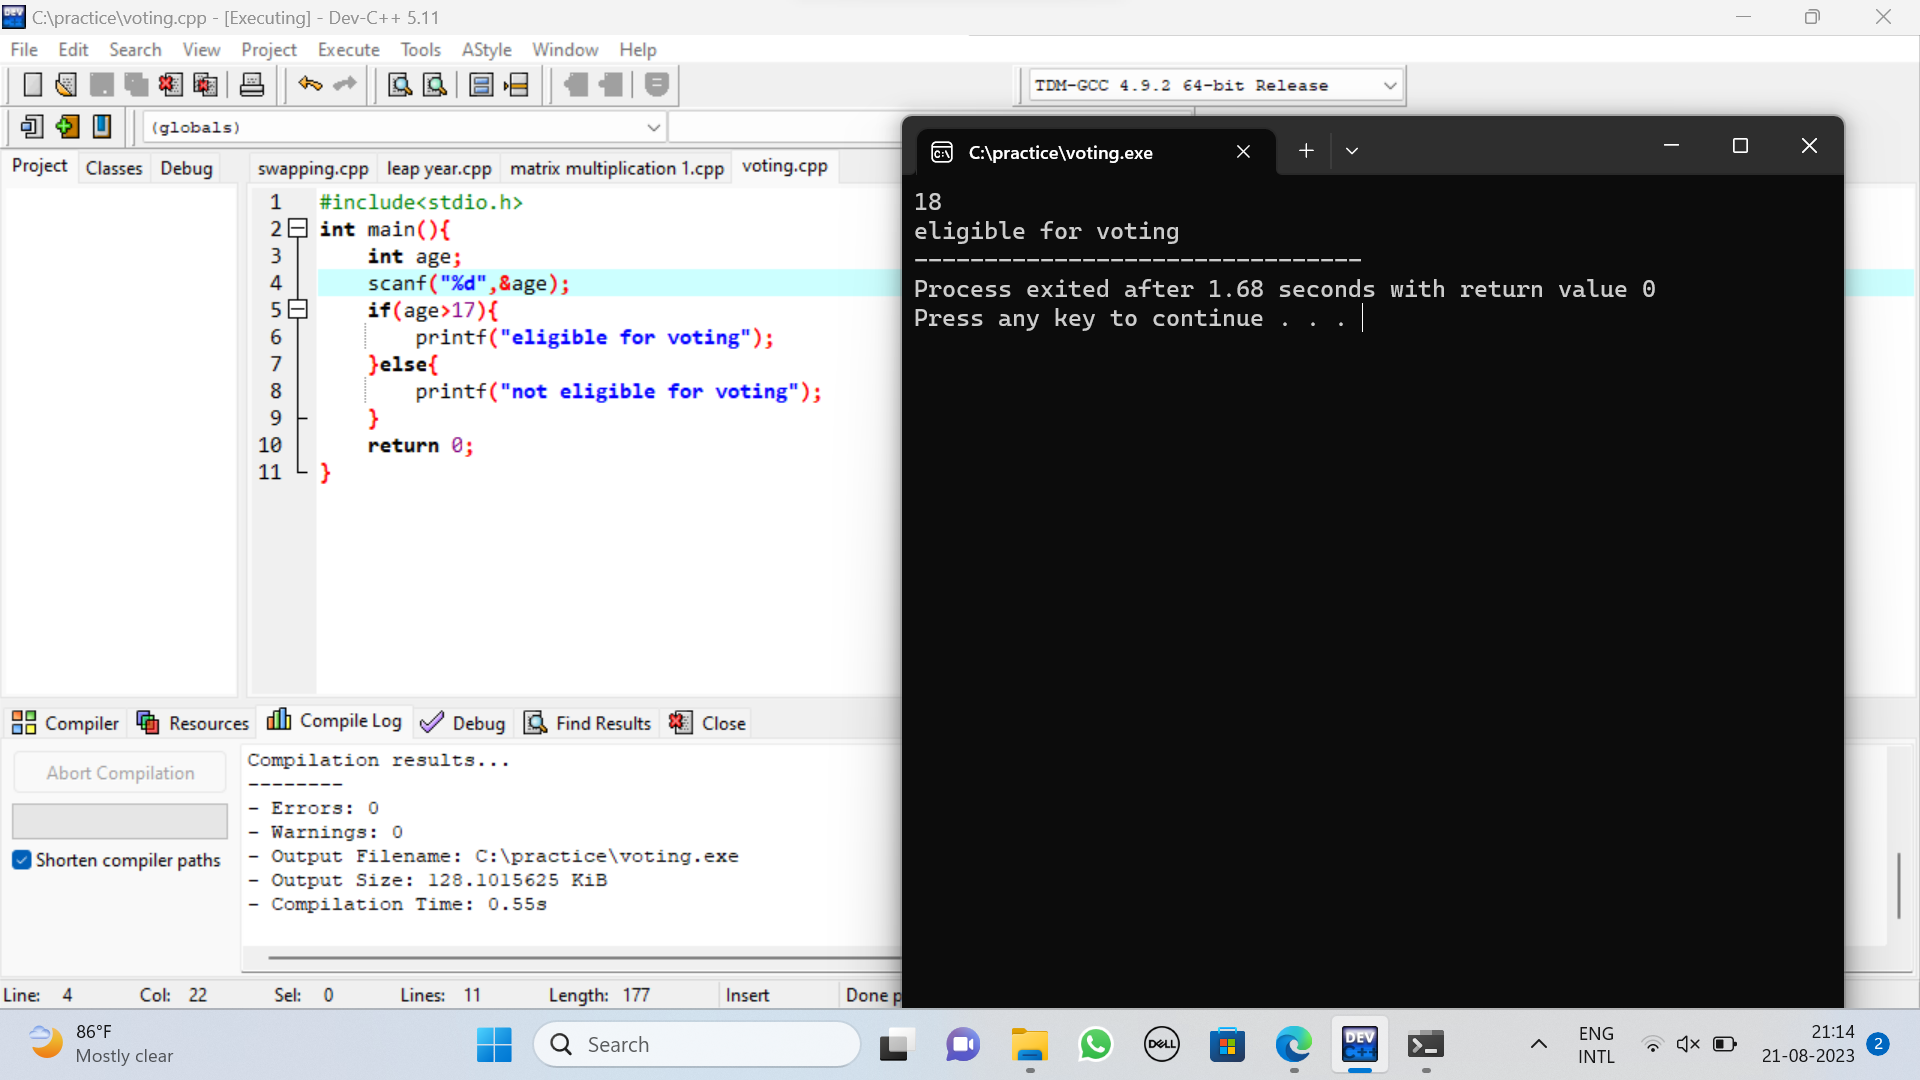 C:\practice\voting.cpp - [Executing] - Dev-C++ 5.11
File Edit Search View Project Execute Tools AStyle Window Help
TDM-GCC 4.9.2 64-bit Release
(globals)
Project Classes Debug
swapping.cpp leap year.cpp matrix multiplication 1.cpp voting.cpp
1 #include<stdio.h>
2 int main(){
3 int age;
4 scanf("%d",&age);
5 if(age>17){
6 printf("eligible for voting");
7 }else{
8 printf("not eligible for voting");
9 }
10 return 0;
11 }
C:\practice\voting.exe
18
eligible for voting
--------------------------------
Process exited after 1.68 seconds with return value 0
Press any key to continue . . .
Compiler Resources Compile Log Debug Find Results Close
Abort Compilation
Shorten compiler paths
Compilation results...
--------
- Errors: 0
- Warnings: 0
- Output Filename: C:\practice\voting.exe
- Output Size: 128.1015625 KiB
- Compilation Time: 0.55s
Line: 4 Col: 22 Sel: 0 Lines: 11 Length: 177 Insert Done p
86°F
Mostly clear
Search
DELL
DEV
C++
ENG
INTL
21:14
21-08-2023
2